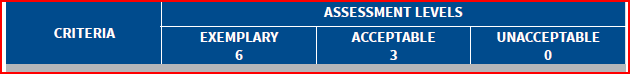 CRITERIA
ASSESSMENT LEVELS
EXEMPLARY
6
ACCEPTABLE
3
UNACCEPTABLE
0